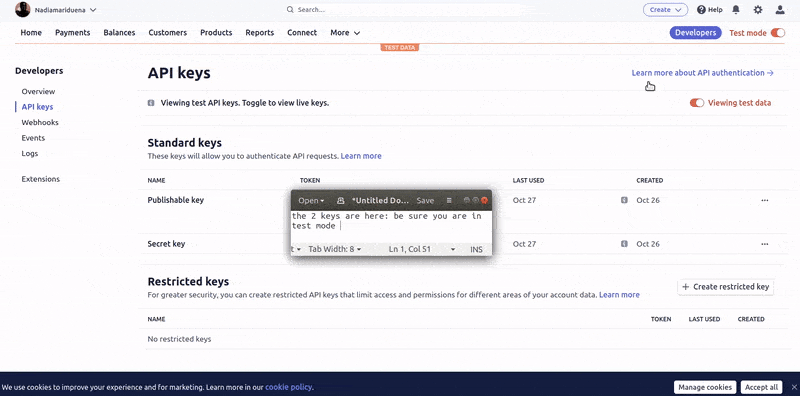 Nadiamariduena
Search...
Create
Help
Home Payments Balances Customers Products Reports Connect More
Developers Test mode
TEST DATA
Developers
Overview
API keys
Webhooks
Events
Logs
Extensions
API keys
Learn more about API authentication →
Viewing test API keys. Toggle to view live keys.
Viewing test data
Standard keys
These keys will allow you to authenticate API requests. Learn more
NAME TOKEN LAST USED CREATED
Publishable key Oct 27 Oct 26 ...
Secret key Oct 27 Oct 26 ...
Open *Untitled Do... Save
the 2 keys are here: be sure you are in
test mode
t Tab Width: 8 Ln 1, Col 51 INS
Restricted keys
For greater security, you can create restricted API keys that limit access and permissions for different areas of your account data. Learn more
+ Create restricted key
NAME TOKEN LAST USED CREATED
No restricted keys
We use cookies to improve your experience and for marketing. Learn more in our cookie policy.
Manage cookies Accept all ×